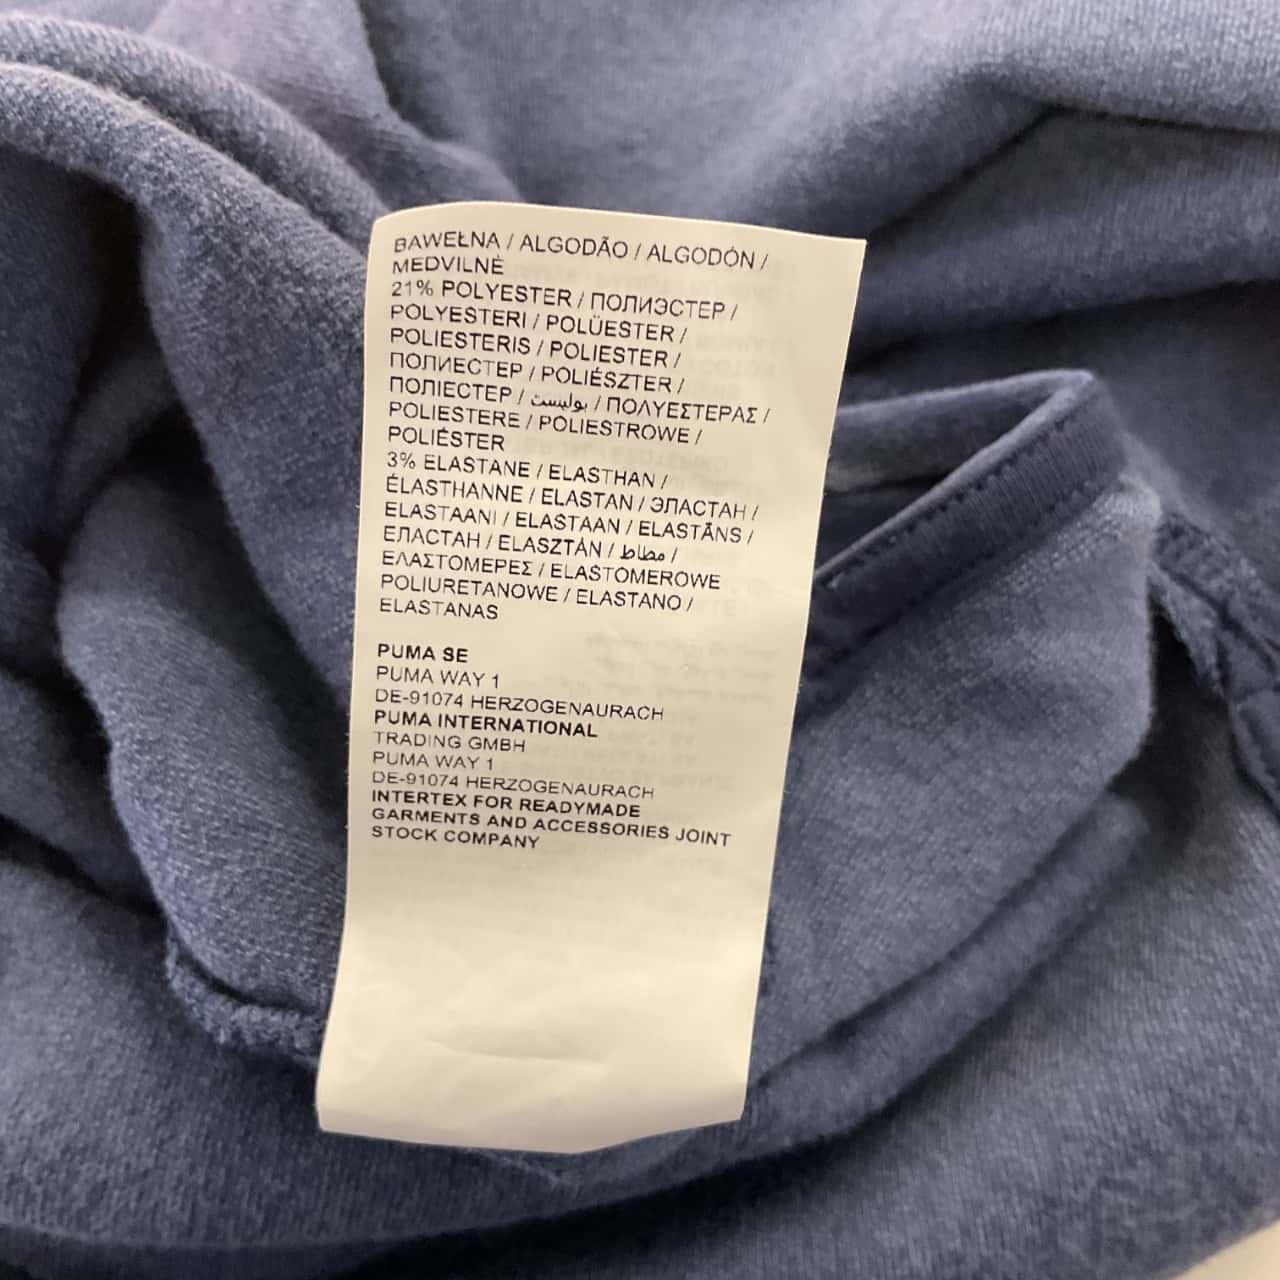 BAWEŁNA / ALGODÃO / ALGODÓN /
MEDVILNĖ
21% POLYESTER / ПОЛИЭСТЕР /
POLYESTERI / POLÜESTER /
POLIESTERIS / POLIESTER /
ПОЛИЕСТЕР / POLIÉSZTER /
ПОЛІЕСТЕР / بوليست / ΠΟΛΥΕΣΤΕΡΑΣ /
POLIESTERE / POLIESTROWE /
POLIÉSTER
3% ELASTANE / ELASTHAN /
ÉLASTHANNE / ELASTAN / ЭЛАСТАН /
ELASTAANI / ELASTAAN / ELASTĀNS /
ЕЛАСТАН / ELASZTÁN / مطاط /
ΕΛΑΣΤΟΜΕΡΕΣ / ELASTOMEROWE
POLIURETANOWE / ELASTANO /
ELASTANAS
PUMA SE
PUMA WAY 1
DE-91074 HERZOGENAURACH
PUMA INTERNATIONAL
TRADING GMBH
PUMA WAY 1
DE-91074 HERZOGENAURACH
INTERTEX FOR READYMADE
GARMENTS AND ACCESSORIES JOINT
STOCK COMPANY